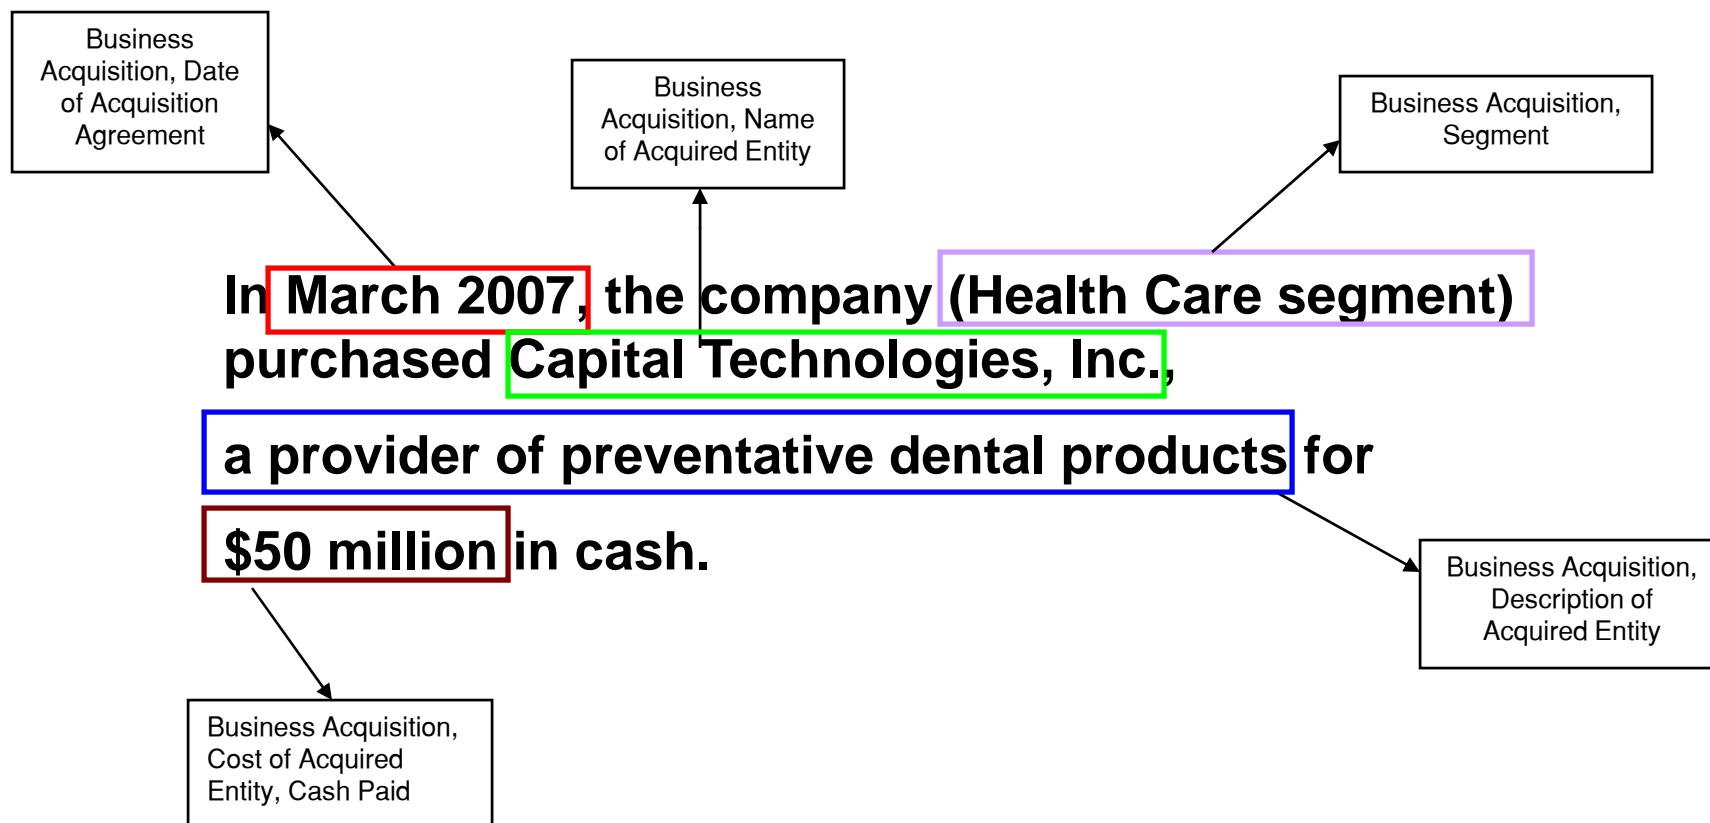 Business
Acquisition, Date
of Acquisition
Agreement
Business
Acquisition, Name
of Acquired Entity
Business Acquisition,
Segment
In March 2007, the company (Health Care segment)
purchased Capital Technologies, Inc.,
a provider of preventative dental products for
$50 million in cash.
Business Acquisition,
Description of
Acquired Entity
Business Acquisition,
Cost of Acquired
Entity, Cash Paid